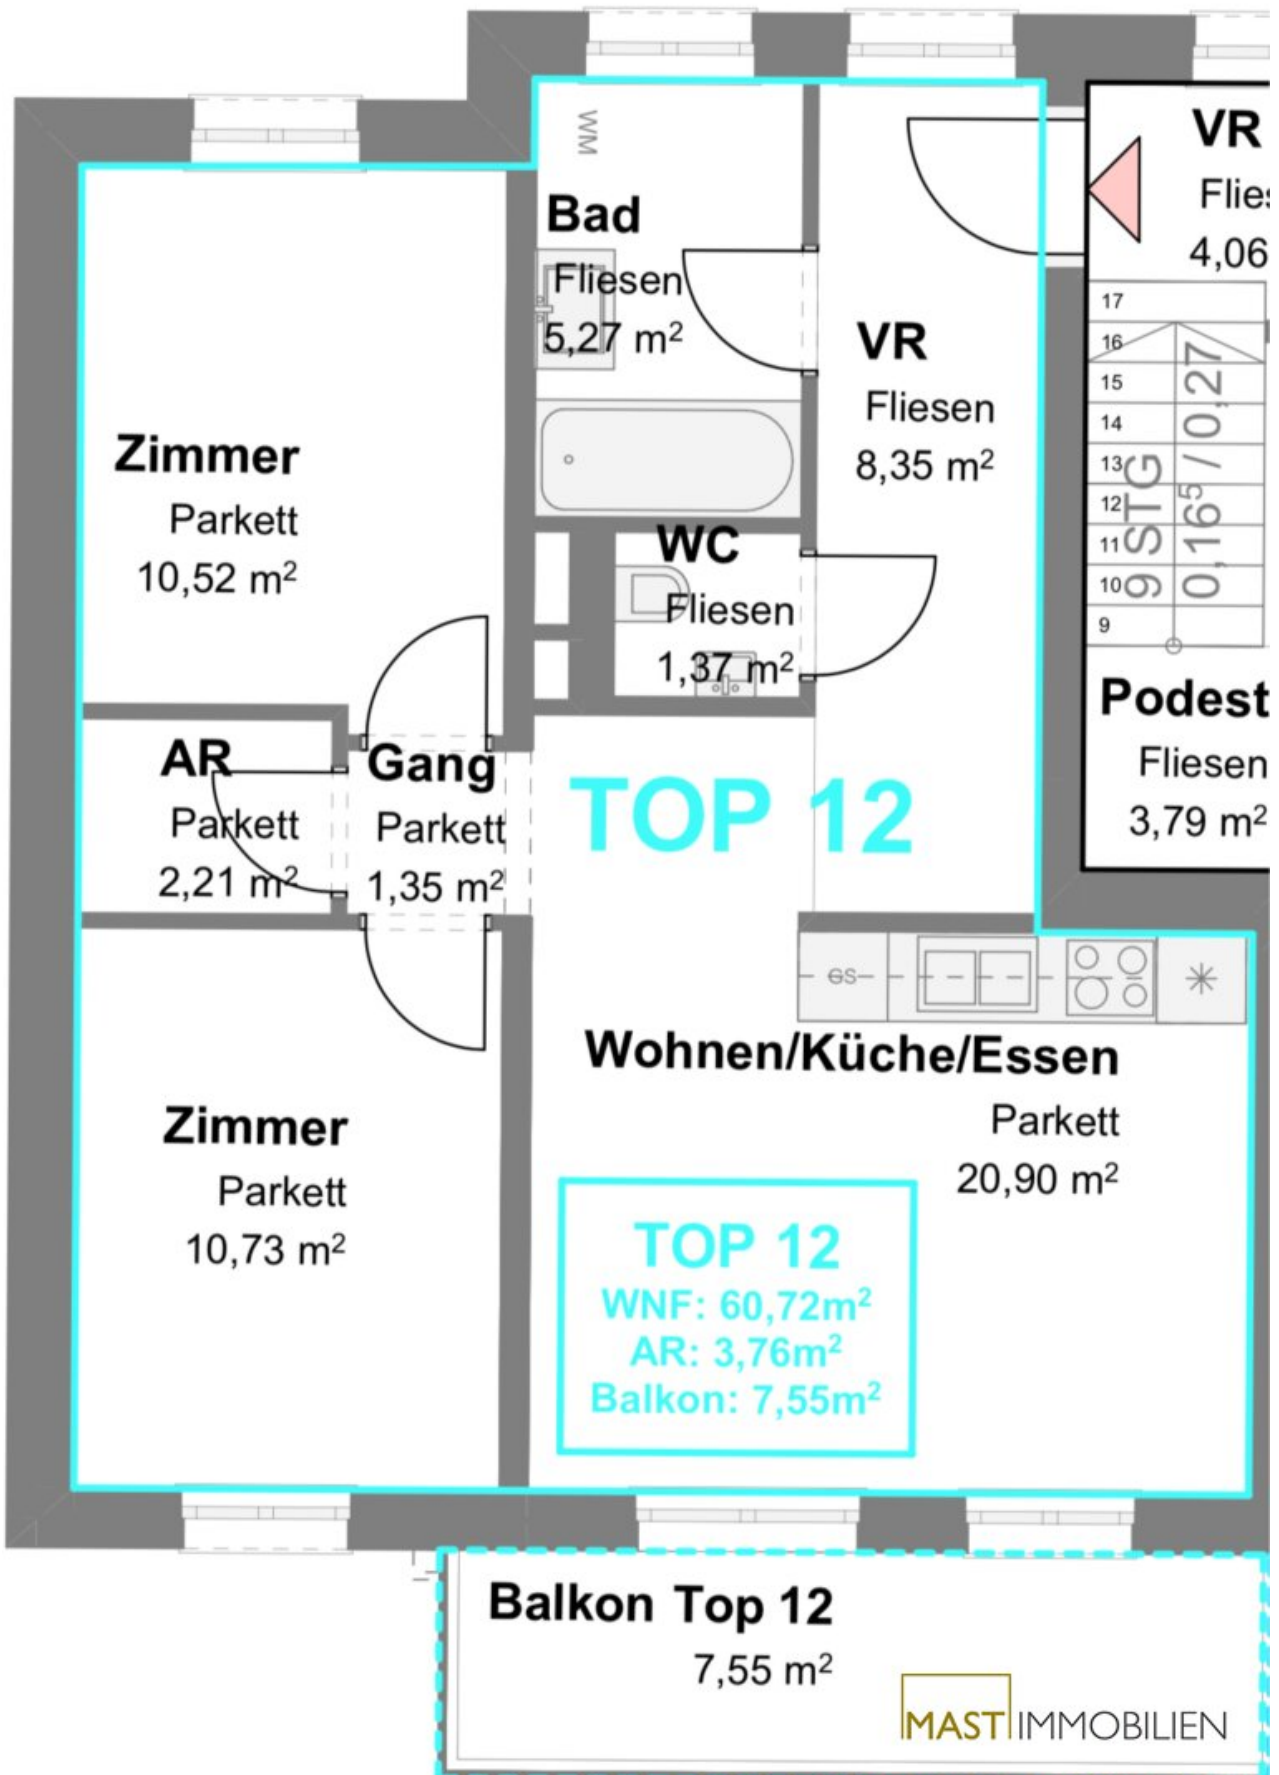 WM
VR
Flies
4,06
Bad
Fliesen
5,27 m²
VR
Fliesen
8,35 m²
17
16
15
14
13
12
11
10
9
9 STG
0,16⁵ / 0,27
Zimmer
Parkett
10,52 m²
WC
Fliesen
1,37 m²
Podest
Fliesen
3,79 m²
AR
Parkett
2,21 m²
Gang
Parkett
1,35 m²
TOP 12
GS
Wohnen/Küche/Essen
Parkett
20,90 m²
Zimmer
Parkett
10,73 m²
TOP 12
WNF: 60,72m²
AR: 3,76m²
Balkon: 7,55m²
Balkon Top 12
7,55 m²
MAST IMMOBILIEN